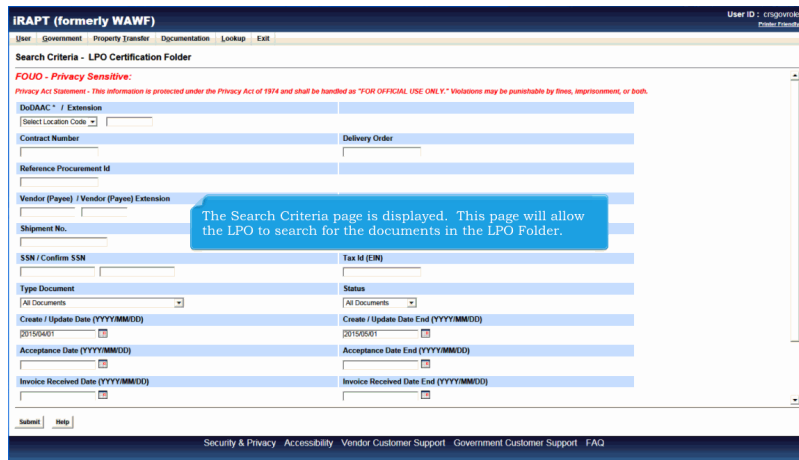 iRAPT (formerly WAWF)
User ID : crsgovrole
Printer Friendly
User Government Property Transfer Documentation Lookup Exit
Search Criteria - LPO Certification Folder
FOUO - Privacy Sensitive:
Privacy Act Statement - This information is protected under the Privacy Act of 1974 and shall be handled as "FOR OFFICIAL USE ONLY." Violations may be punishable by fines, imprisonment, or both.
DoDAAC * / Extension
Select Location Code
Contract Number Delivery Order
Reference Procurement Id
Vendor (Payee) / Vendor (Payee) Extension
The Search Criteria page is displayed. This page will allow
the LPO to search for the documents in the LPO Folder.
Shipment No.
SSN / Confirm SSN Tax Id (EIN)
Type Document Status
All Documents All Documents
Create / Update Date (YYYY/MM/DD) Create / Update Date End (YYYY/MM/DD)
2015/04/01 2015/05/01
Acceptance Date (YYYY/MM/DD) Acceptance Date End (YYYY/MM/DD)
Invoice Received Date (YYYY/MM/DD) Invoice Received Date End (YYYY/MM/DD)
Submit Help
Security & Privacy Accessibility Vendor Customer Support Government Customer Support FAQ